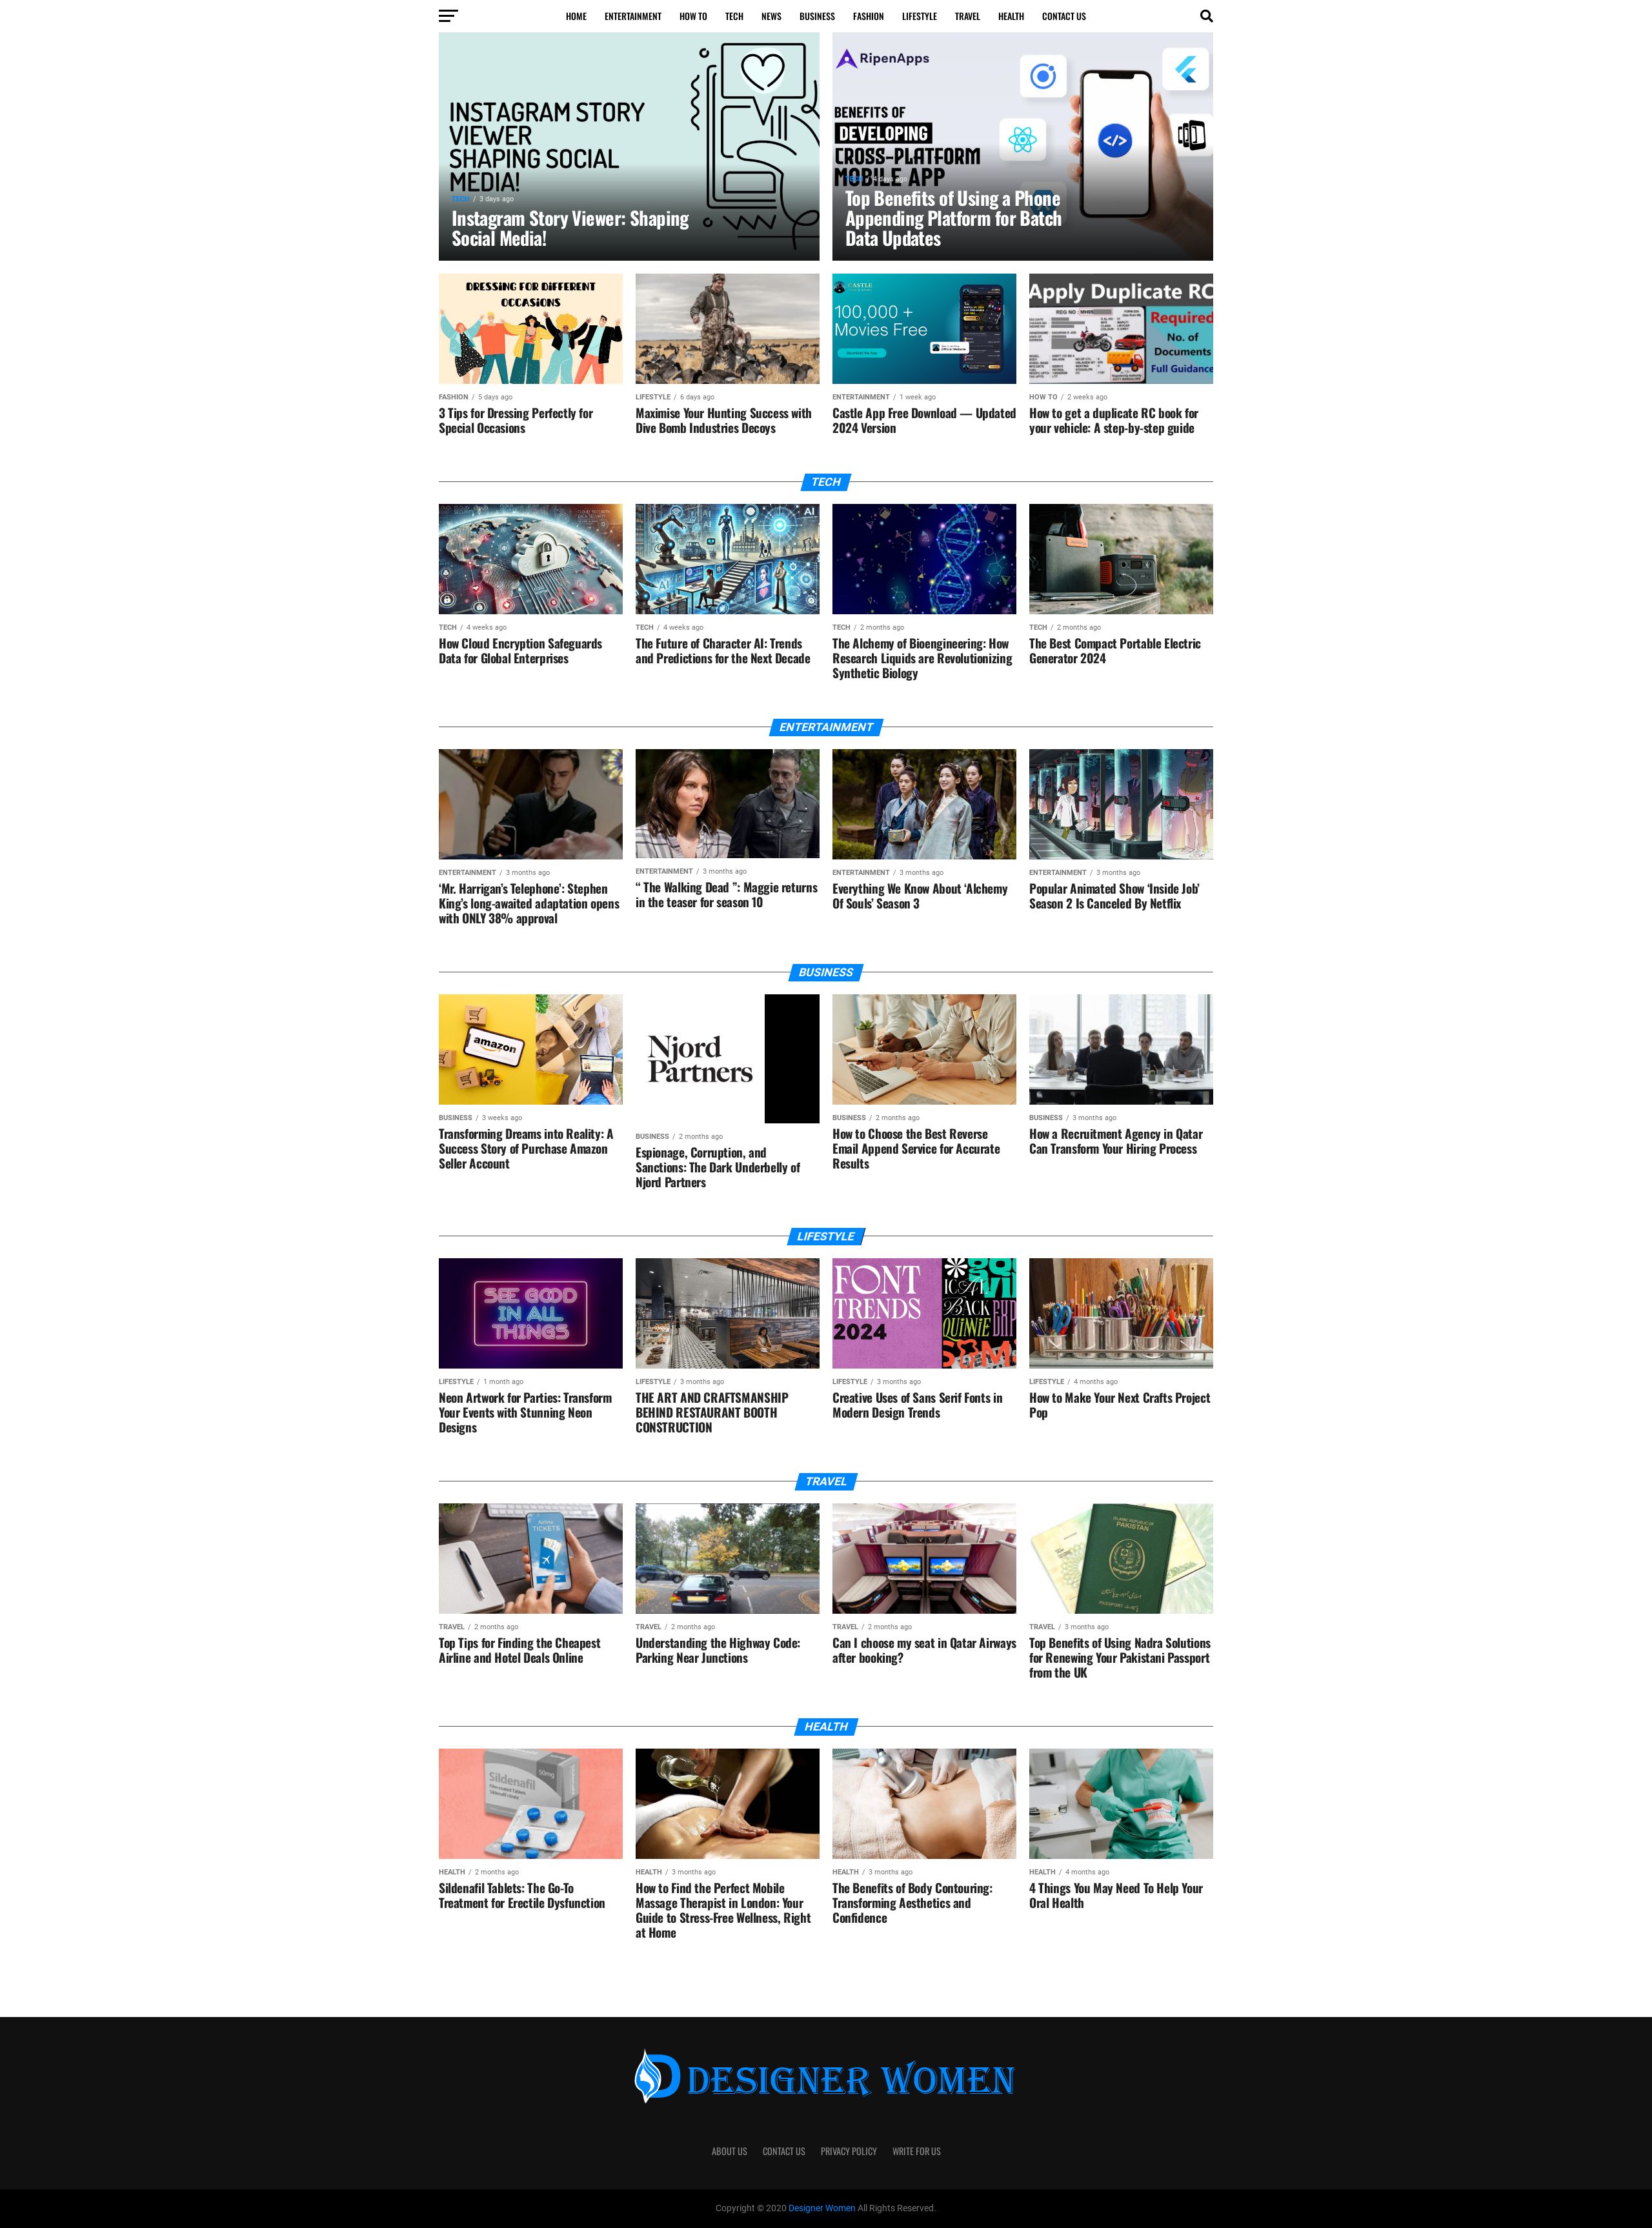 HOME ENTERTAINMENT HOW TO TECH NEWS BUSINESS FASHION LIFESTYLE TRAVEL HEALTH CONTACT US
INSTAGRAM STORY
VIEWER
SHAPING SOCIAL
MEDIA!
TECH / 3 days ago
Instagram Story Viewer: Shaping
Social Media!
RipenApps
BENEFITS OF
DEVELOPING
CROSS-PLATFORM
MOBILE APP
TECH / 4 days ago
Top Benefits of Using a Phone
Appending Platform for Batch
Data Updates
DRESSING FOR DIFFERENT
OCCASIONS
FASHION / 5 days ago
3 Tips for Dressing Perfectly for
Special Occasions
LIFESTYLE / 6 days ago
Maximise Your Hunting Success with
Dive Bomb Industries Decoys
CASTLE
100,000 +
Movies Free
ENTERTAINMENT / 1 week ago
Castle App Free Download — Updated
2024 Version
Apply Duplicate RC
Required
No. of
Documents
Full Guidance
HOW TO / 2 weeks ago
How to get a duplicate RC book for
your vehicle: A step-by-step guide
TECH
TECH / 4 weeks ago
How Cloud Encryption Safeguards
Data for Global Enterprises
AI
TECH / 4 weeks ago
The Future of Character AI: Trends
and Predictions for the Next Decade
TECH / 2 months ago
The Alchemy of Bioengineering: How
Research Liquids are Revolutionizing
Synthetic Biology
TECH / 2 months ago
The Best Compact Portable Electric
Generator 2024
ENTERTAINMENT
ENTERTAINMENT / 3 months ago
‘Mr. Harrigan’s Telephone’: Stephen
King’s long-awaited adaptation opens
with ONLY 38% approval
ENTERTAINMENT / 3 months ago
“ The Walking Dead ”: Maggie returns
in the teaser for season 10
ENTERTAINMENT / 3 months ago
Everything We Know About ‘Alchemy
Of Souls’ Season 3
ENTERTAINMENT / 3 months ago
Popular Animated Show ‘Inside Job’
Season 2 Is Canceled By Netflix
BUSINESS
amazon
BUSINESS / 3 weeks ago
Transforming Dreams into Reality: A
Success Story of Purchase Amazon
Seller Account
Njord
Partners
BUSINESS / 2 months ago
Espionage, Corruption, and
Sanctions: The Dark Underbelly of
Njord Partners
BUSINESS / 2 months ago
How to Choose the Best Reverse
Email Append Service for Accurate
Results
BUSINESS / 3 months ago
How a Recruitment Agency in Qatar
Can Transform Your Hiring Process
LIFESTYLE
SEE GOOD
IN ALL
THINGS
LIFESTYLE / 1 month ago
Neon Artwork for Parties: Transform
Your Events with Stunning Neon
Designs
LIFESTYLE / 3 months ago
THE ART AND CRAFTSMANSHIP
BEHIND RESTAURANT BOOTH
CONSTRUCTION
FONT
TRENDS
2024
LIFESTYLE / 3 months ago
Creative Uses of Sans Serif Fonts in
Modern Design Trends
LIFESTYLE / 4 months ago
How to Make Your Next Crafts Project
Pop
TRAVEL
Airline
TICKETS
TRAVEL / 2 months ago
Top Tips for Finding the Cheapest
Airline and Hotel Deals Online
TRAVEL / 2 months ago
Understanding the Highway Code:
Parking Near Junctions
TRAVEL / 2 months ago
Can I choose my seat in Qatar Airways
after booking?
ISLAMIC REPUBLIC OF
PAKISTAN
PASSPORT
TRAVEL / 3 months ago
Top Benefits of Using Nadra Solutions
for Renewing Your Pakistani Passport
from the UK
HEALTH
Sildenafil
50mg
HEALTH / 2 months ago
Sildenafil Tablets: The Go-To
Treatment for Erectile Dysfunction
HEALTH / 3 months ago
How to Find the Perfect Mobile
Massage Therapist in London: Your
Guide to Stress-Free Wellness, Right
at Home
HEALTH / 3 months ago
The Benefits of Body Contouring:
Transforming Aesthetics and
Confidence
HEALTH / 4 months ago
4 Things You May Need To Help Your
Oral Health
DESIGNER WOMEN
ABOUT US CONTACT US PRIVACY POLICY WRITE FOR US
Copyright © 2020 Designer Women All Rights Reserved.